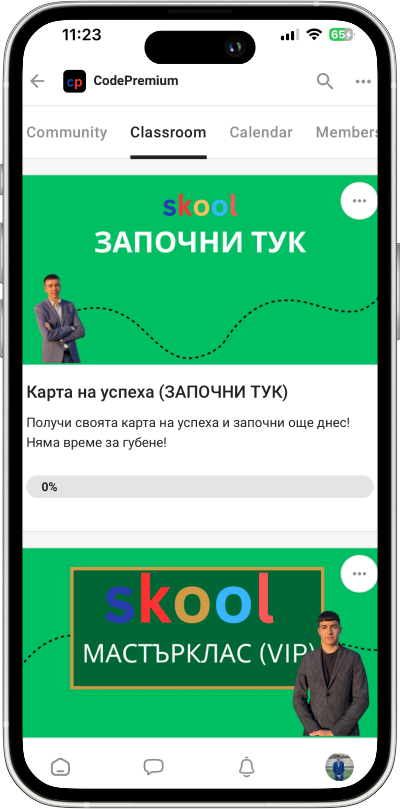 11:23
65
cp CodePremium
Community Classroom Calendar Members
skool
ЗАПОЧНИ ТУК
Карта на успеха (ЗАПОЧНИ ТУК)
Получи своята карта на успеха и започни още днес!
Няма време за губене!
0%
skool
МАСТЪРКЛАС (VIP)